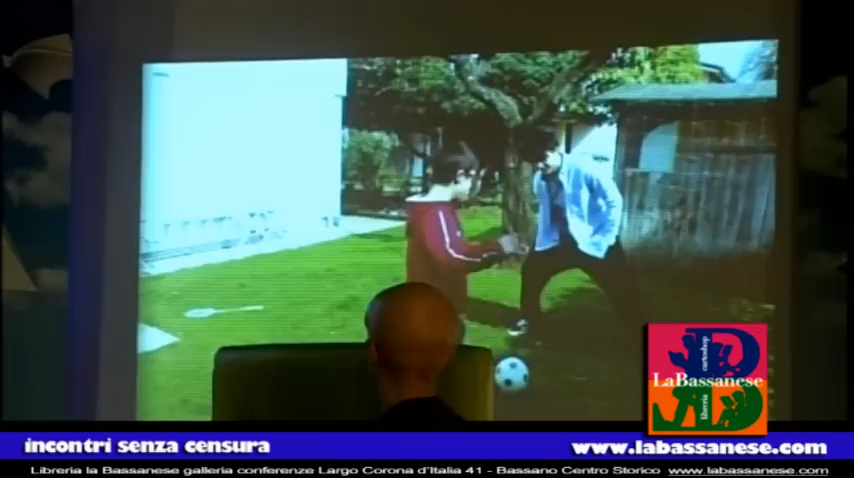 cartoshop
LaBassanese
libreria
incontri senza censura
www.labassanese.com
Libreria la Bassanese galleria conferenze Largo Corona d'Italia 41 - Bassano Centro Storico www.labassanese.com